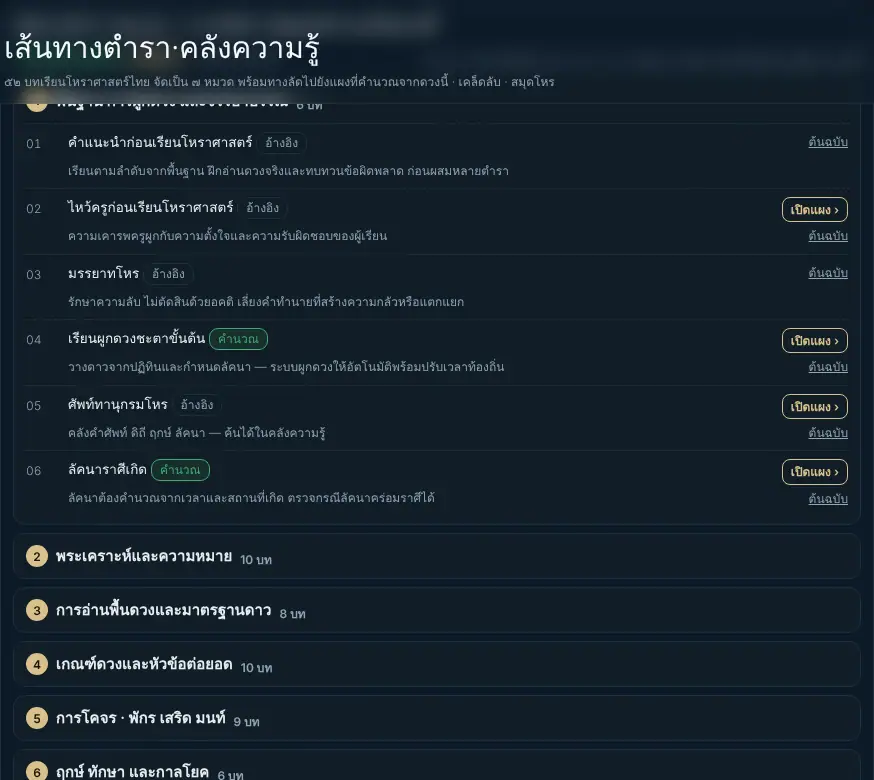 เส้นทางตำรา·คลังความรู้
๕๒ บทเรียนโหราศาสตร์ไทย จัดเป็น ๗ หมวด พร้อมทางลัดไปยังแผงที่คำนวณจากดวงนี้ · เคล็ดลับ · สมุดโหร
6 บท
01 คำแนะนำก่อนเรียนโหราศาสตร์ อ้างอิง ต้นฉบับ
เรียนตามลำดับจากพื้นฐาน ฝึกอ่านดวงจริงและทบทวนข้อผิดพลาด ก่อนผสมหลายตำรา
02 ไหว้ครูก่อนเรียนโหราศาสตร์ อ้างอิง เปิดแผง ›
ความเคารพครูผูกกับความตั้งใจและความรับผิดชอบของผู้เรียน ต้นฉบับ
03 มรรยาทโหร อ้างอิง ต้นฉบับ
รักษาความลับ ไม่ตัดสินด้วยอคติ เลี่ยงคำทำนายที่สร้างความกลัวหรือแตกแยก
04 เรียนผูกดวงชะตาขั้นต้น คำนวณ เปิดแผง ›
วางดาวจากปฏิทินและกำหนดลัคนา — ระบบผูกดวงให้อัตโนมัติพร้อมปรับเวลาท้องถิ่น ต้นฉบับ
05 ศัพท์ทานุกรมโหร อ้างอิง เปิดแผง ›
คลังคำศัพท์ ดิถี ฤกษ์ ลัคนา — ค้นได้ในคลังความรู้ ต้นฉบับ
06 ลัคนาราศีเกิด คำนวณ เปิดแผง ›
ลัคนาต้องคำนวณจากเวลาและสถานที่เกิด ตรวจกรณีลัคนาคร่อมราศีได้ ต้นฉบับ
2 พระเคราะห์และความหมาย 10 บท
3 การอ่านพื้นดวงและมาตรฐานดาว 8 บท
4 เกณฑ์ดวงและหัวข้อต่อยอด 10 บท
5 การโคจร · พักร เสริด มนท์ 9 บท
6 ฤกษ์ ทักษา และกาลโยค 6 บท